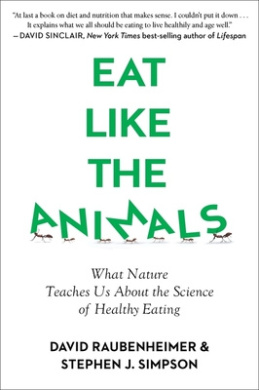 "At last a book on diet and nutrition that makes sense. I couldn't put it down . . .
It explains what we all should be eating to live healthily and age well."
—DAVID SINCLAIR, New York Times best-selling author of Lifespan
EAT
LIKE
THE
ANIMALS
What Nature
Teaches Us About the Science
of Healthy Eating
DAVID RAUBENHEIMER &
STEPHEN J. SIMPSON